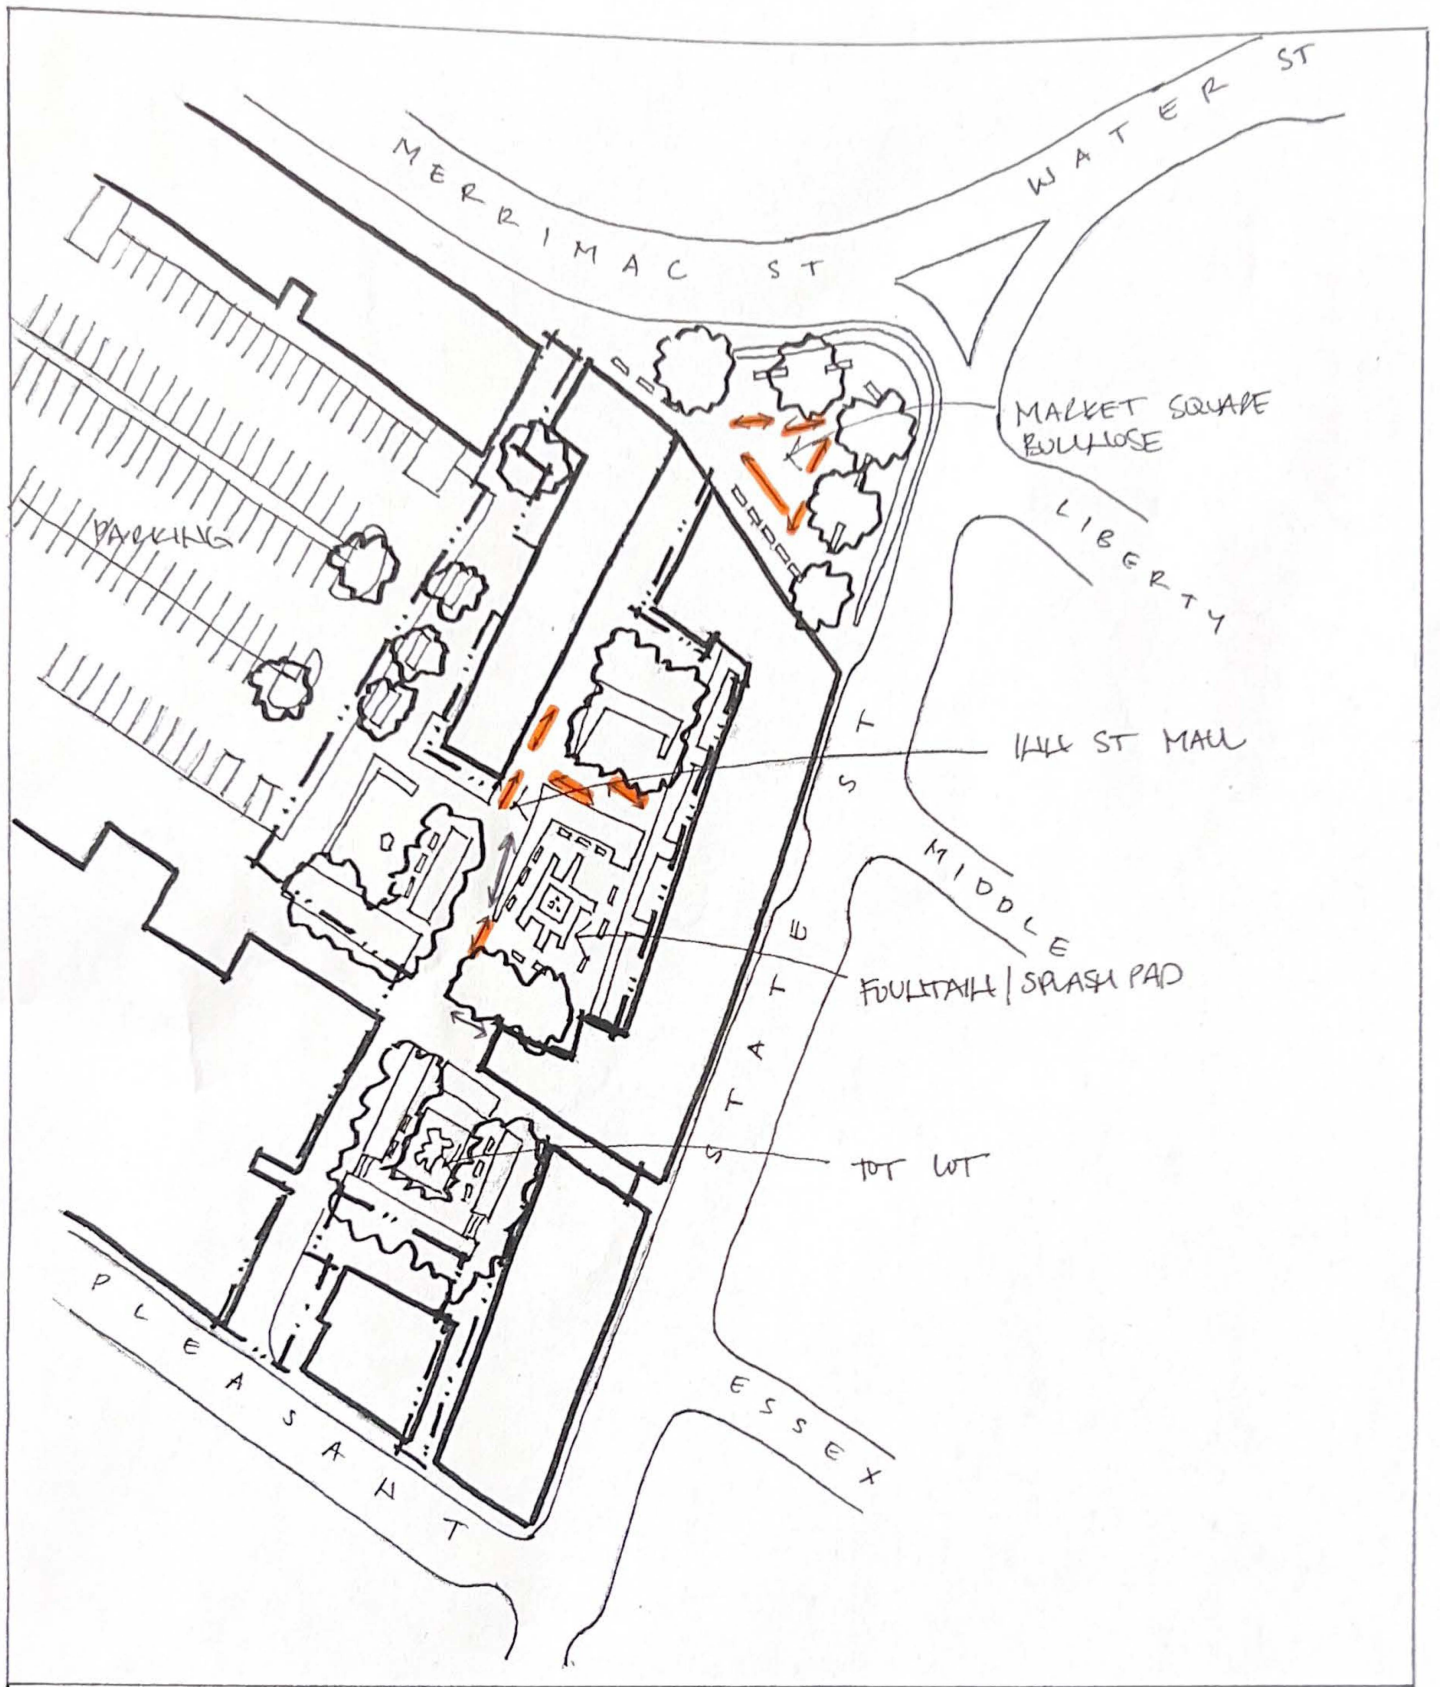 WATER ST
MERRIMAC ST
MARKET SQUARE
BULLNOSE
LIBERTY
PARKING
INN ST MALL
STATE ST
MIDDLE
FOUNTAIN/SPLASH PAD
TOT LOT
PLEASANT
ESSEX